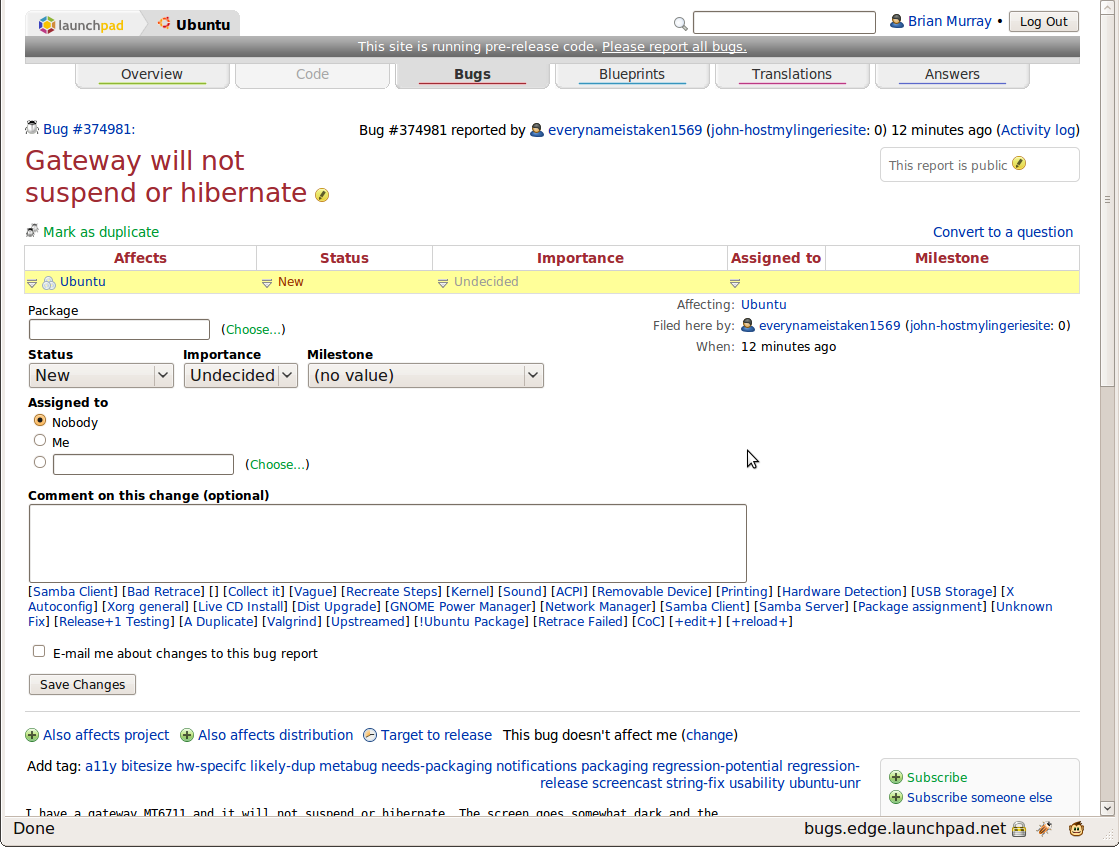 launchpad Ubuntu Brian Murray • Log Out
This site is running pre-release code. Please report all bugs.
Overview Code Bugs Blueprints Translations Answers
Bug #374981: Bug #374981 reported by everynameistaken1569 (john-hostmylingeriesite: 0) 12 minutes ago (Activity log)
Gateway will not
suspend or hibernate
This report is public
Mark as duplicate Convert to a question
Affects Status Importance Assigned to Milestone
Ubuntu New Undecided
Affecting: Ubuntu
Filed here by: everynameistaken1569 (john-hostmylingeriesite: 0)
When: 12 minutes ago
Package
(Choose...)
Status Importance Milestone
New Undecided (no value)
Assigned to
Nobody
Me
(Choose...)
Comment on this change (optional)
[Samba Client] [Bad Retrace] [] [Collect it] [Vague] [Recreate Steps] [Kernel] [Sound] [ACPI] [Removable Device] [Printing] [Hardware Detection] [USB Storage] [X
Autoconfig] [Xorg general] [Live CD Install] [Dist Upgrade] [GNOME Power Manager] [Network Manager] [Samba Client] [Samba Server] [Package assignment] [Unknown
Fix] [Release+1 Testing] [A Duplicate] [Valgrind] [Upstreamed] [!Ubuntu Package] [Retrace Failed] [CoC] [+edit+] [+reload+]
E-mail me about changes to this bug report
Save Changes
Also affects project Also affects distribution Target to release This bug doesn't affect me (change)
Add tag: a11y bitesize hw-specifc likely-dup metabug needs-packaging notifications packaging regression-potential regression-
release screencast string-fix usability ubuntu-unr
Subscribe
Subscribe someone else
I have a gateway MT6711 and it will not suspend or hibernate. The screen goes somewhat dark and the
Done bugs.edge.launchpad.net